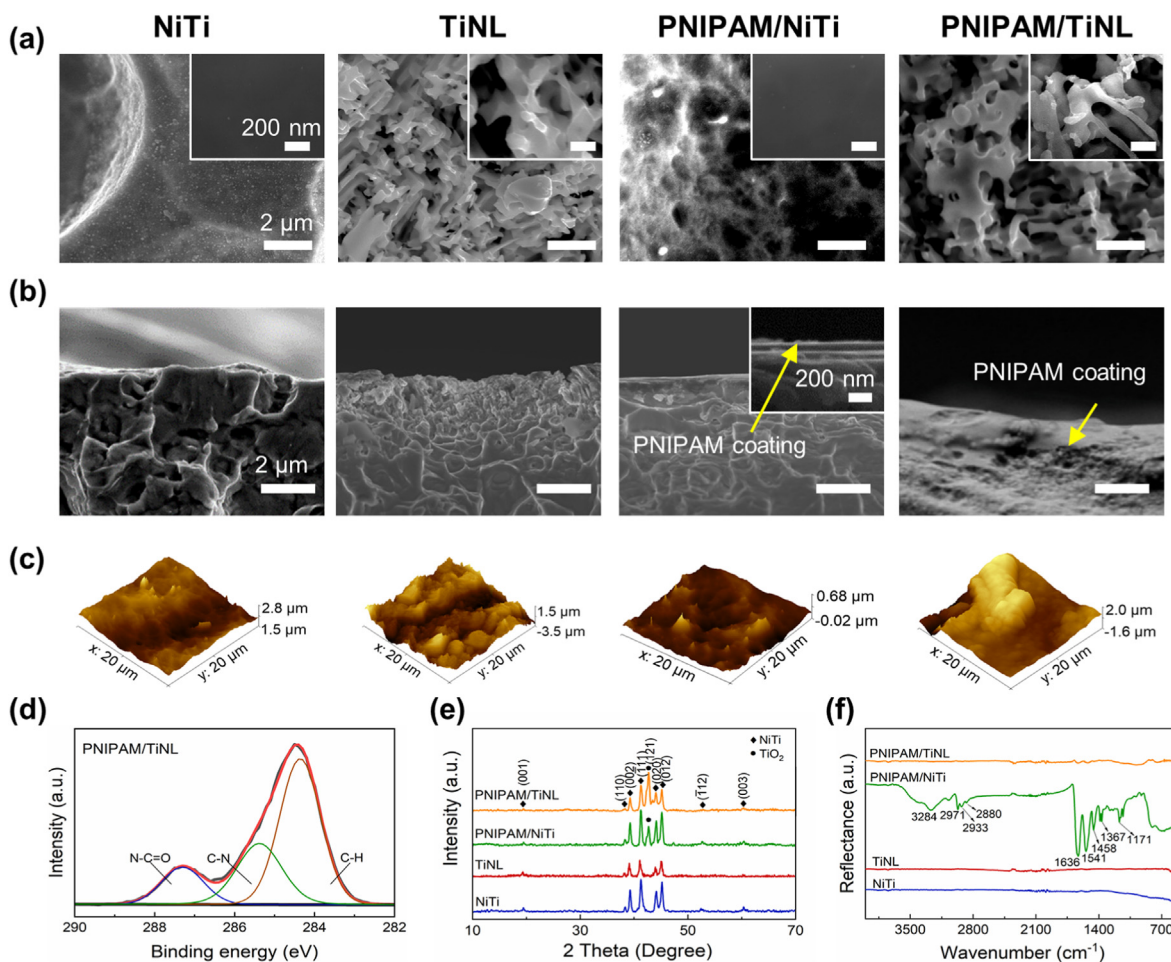 NiTi TiNL PNIPAM/NiTi PNIPAM/TiNL
(a)
200 nm
2 µm
(b)
2 µm
200 nm
PNIPAM coating
PNIPAM coating
(c)
2.8 µm
1.5 µm
x: 20 µm
y: 20 µm
1.5 µm
-3.5 µm
x: 20 µm
y: 20 µm
0.68 µm
-0.02 µm
x: 20 µm
y: 20 µm
2.0 µm
-1.6 µm
x: 20 µm
y: 20 µm
(d)
PNIPAM/TiNL
N-C=O
C-N
C-H
Intensity (a.u.)
290 288 286 284 282
Binding energy (eV)
(e)
NiTi
TiO2
(001)
(110)
(002)
(111)
(020)
(012)
(1̄12)
(003)
PNIPAM/TiNL
PNIPAM/NiTi
TiNL
NiTi
Intensity (a.u.)
10 20 30 40 50 60 70
2 Theta (Degree)
(f)
PNIPAM/TiNL
PNIPAM/NiTi
3284
2971
2880
2933
1636
1541
1458
1367
1171
TiNL
NiTi
Reflectance (a.u.)
3500 2800 2100 1400 700
Wavenumber (cm-1)